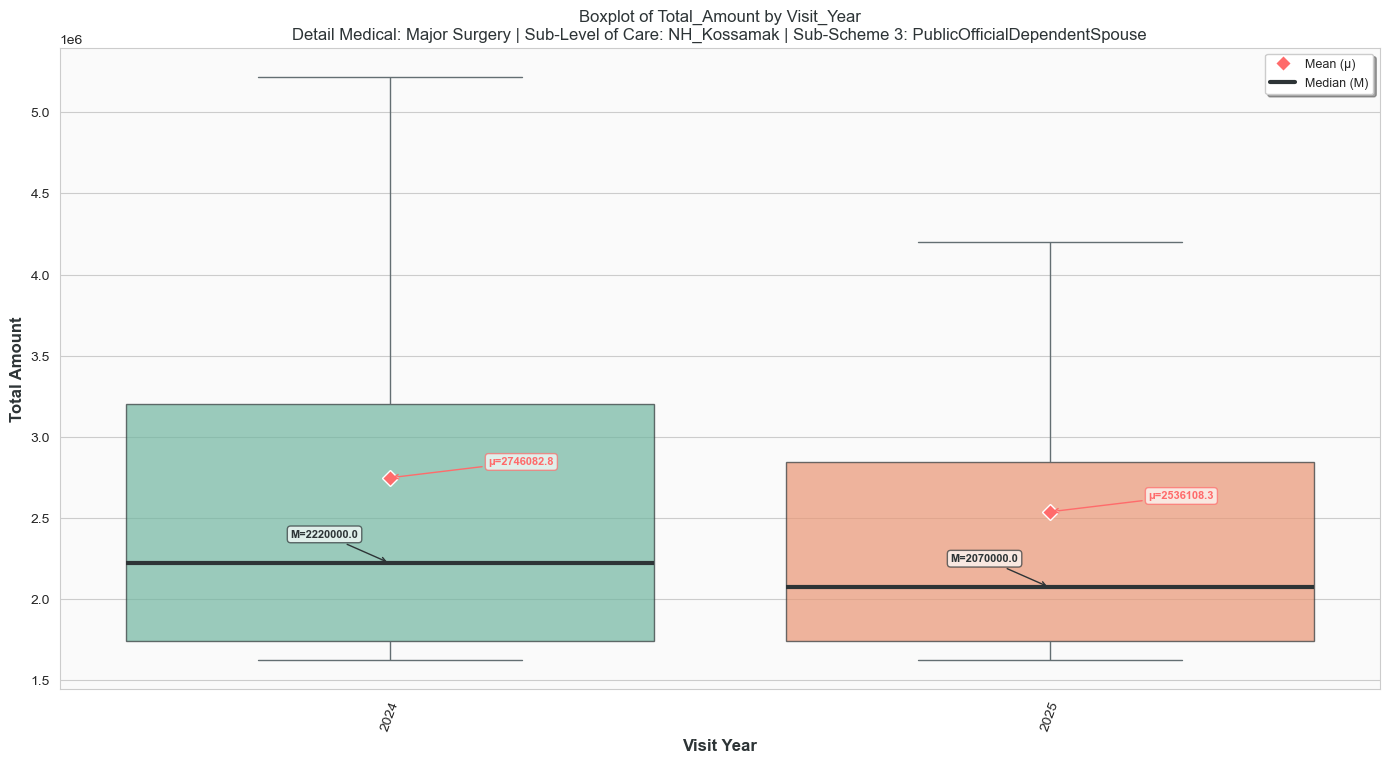 Boxplot of Total_Amount by Visit_Year
Detail Medical: Major Surgery | Sub-Level of Care: NH_Kossamak | Sub-Scheme 3: PublicOfficialDependentSpouse
1e6
Mean (μ)
Median (M)
5.0
4.5
4.0
3.5
3.0
2.5
2.0
1.5
Total Amount
μ=2746082.8
M=2220000.0
μ=2536108.3
M=2070000.0
2024
2025
Visit Year